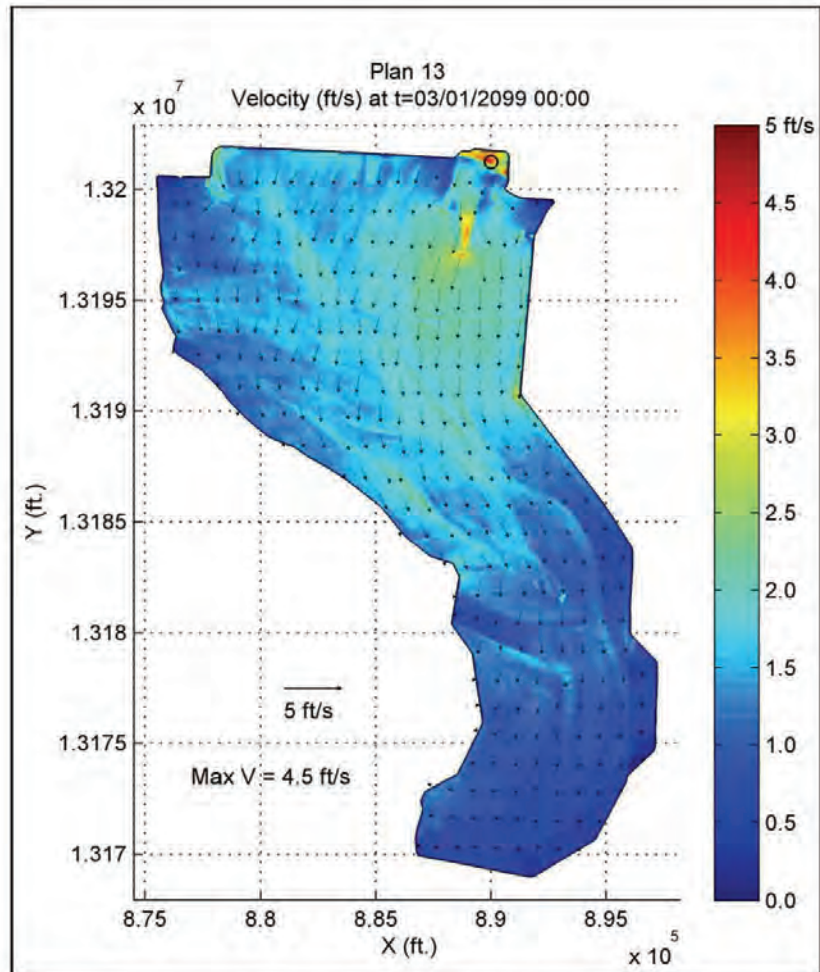 Plan 13
x 10 7
Velocity (ft/s) at t=03/01/2099 00:00
5 ft/s
4.5
4.0
3.5
3.0
2.5
2.0
1.5
1.0
0.5
0.0
1.32
1.3195
1.319
1.3185
1.318
1.3175
1.317
Y (ft.)
5 ft/s
Max V = 4.5 ft/s
8.75
8.8
8.85
8.9
8.95
X (ft.)
x 10 5